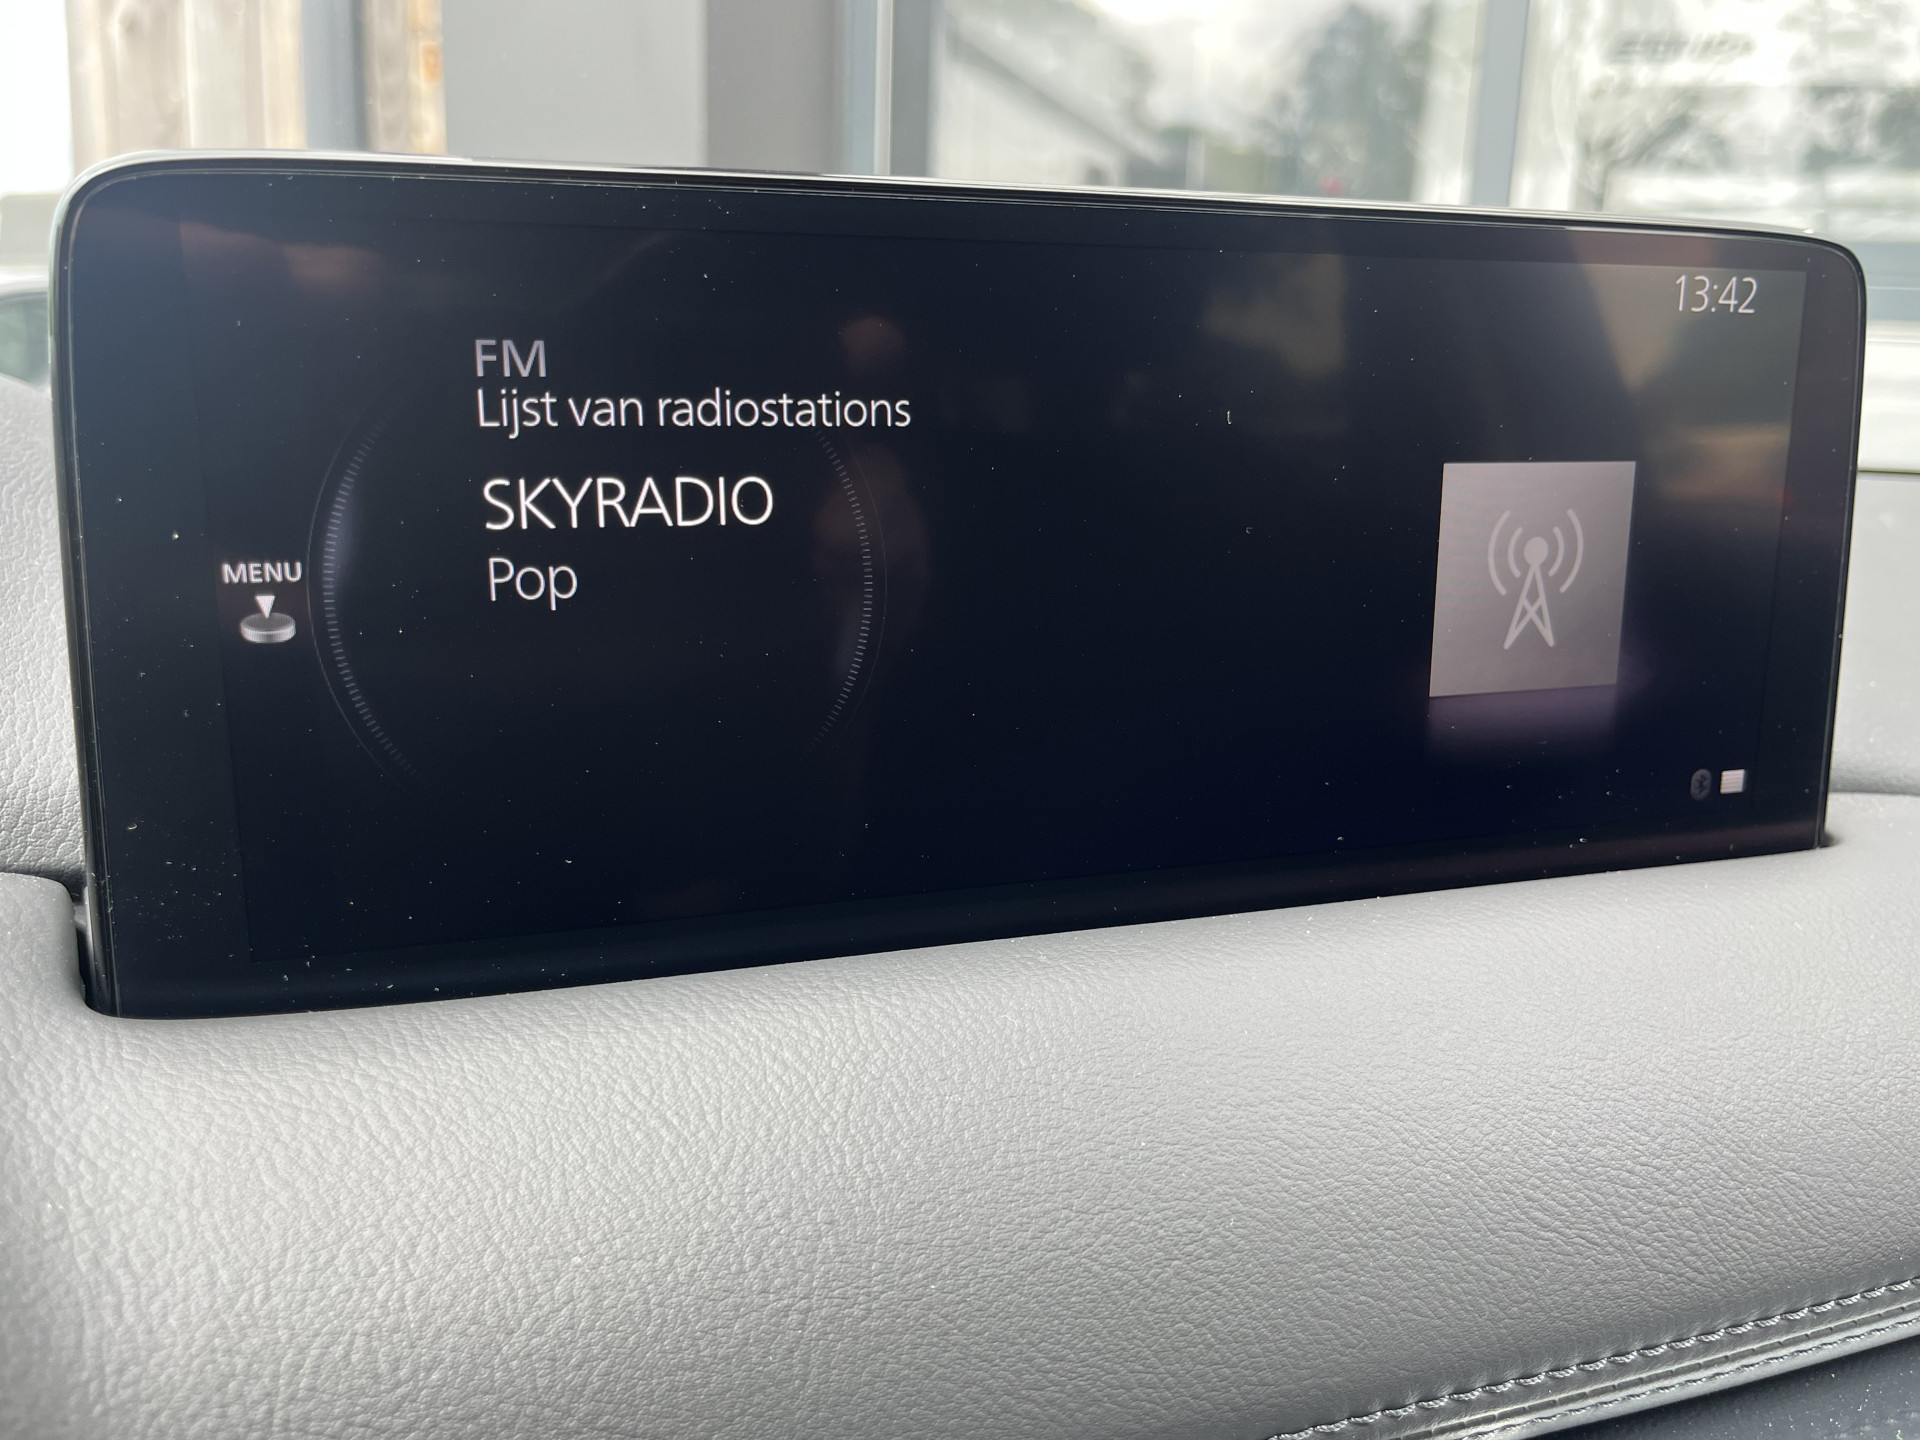 13:42
FM
Lijst van radiostations
SKYRADIO
Pop
MENU